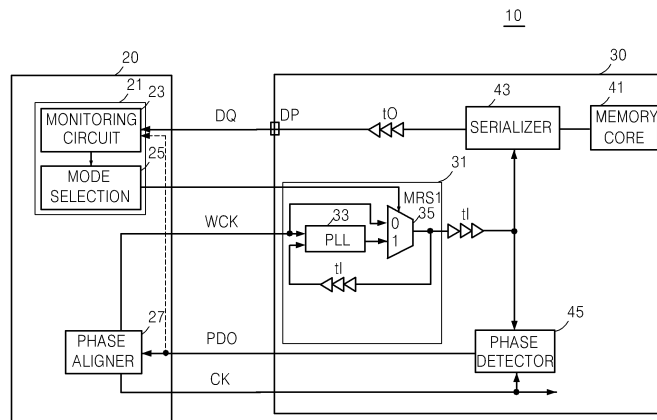 10
20
30
21
MONITORING
CIRCUIT
23
MODE
SELECTION
25
DQ
DP
tO
43
SERIALIZER
41
MEMORY
CORE
31
MRS1
WCK
33
PLL
0
1
35
tI
tI
PHASE
ALIGNER
27
PDO
CK
PHASE
DETECTOR
45